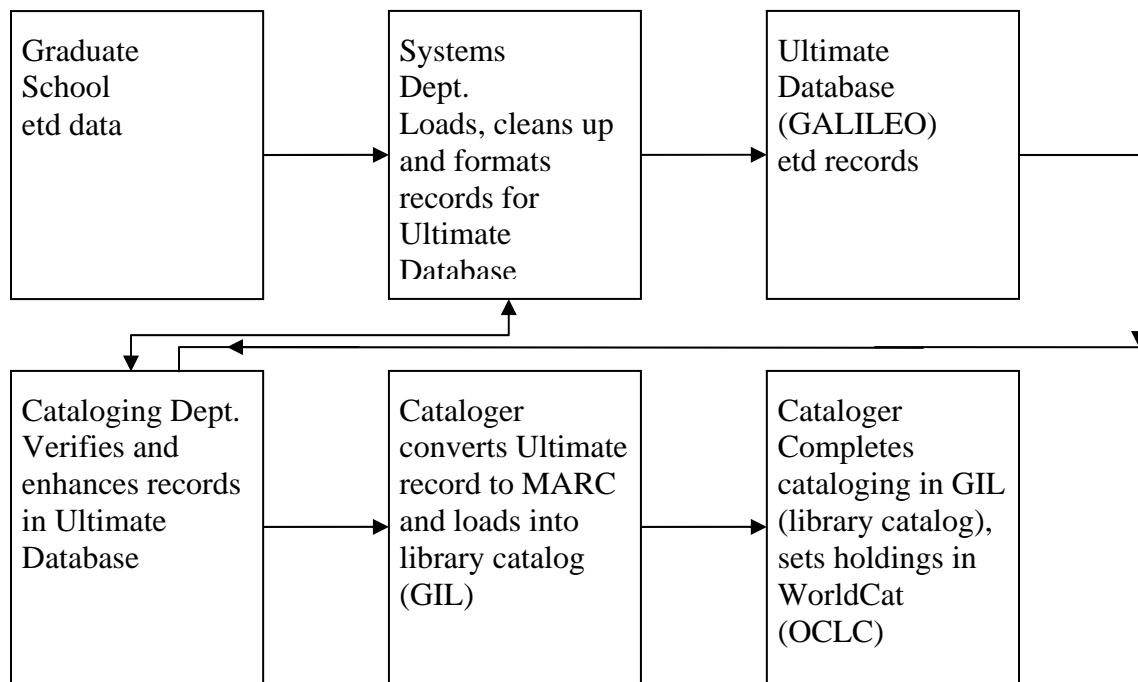 Graduate
School
etd data
Systems
Dept.
Loads, cleans up
and formats
records for
Ultimate
Database
Ultimate
Database
(GALILEO)
etd records
Cataloging Dept.
Verifies and
enhances records
in Ultimate
Database
Cataloger
converts Ultimate
record to MARC
and loads into
library catalog
(GIL)
Cataloger
Completes
cataloging in GIL
(library catalog),
sets holdings in
WorldCat
(OCLC)